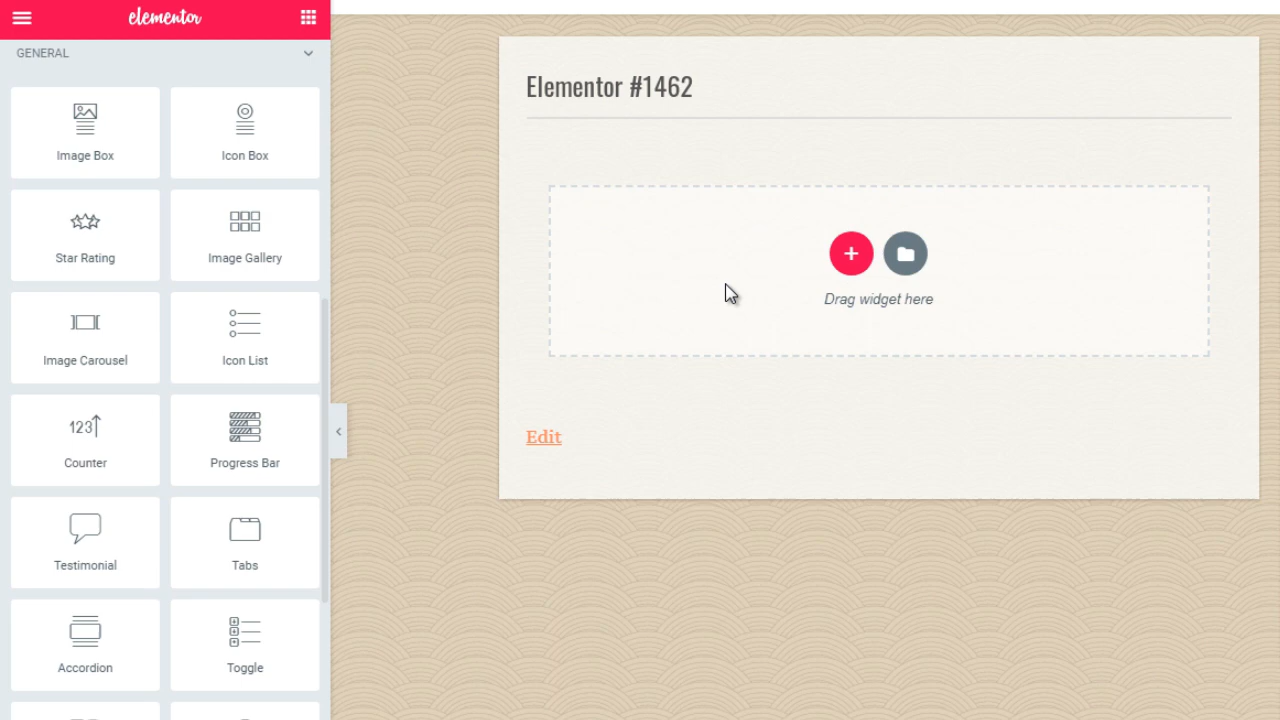 elementor
GENERAL
Image Box
Icon Box
Star Rating
Image Gallery
Image Carousel
Icon List
123
Counter
Progress Bar
Testimonial
Tabs
Accordion
Toggle
Elementor #1462
Drag widget here
Edit